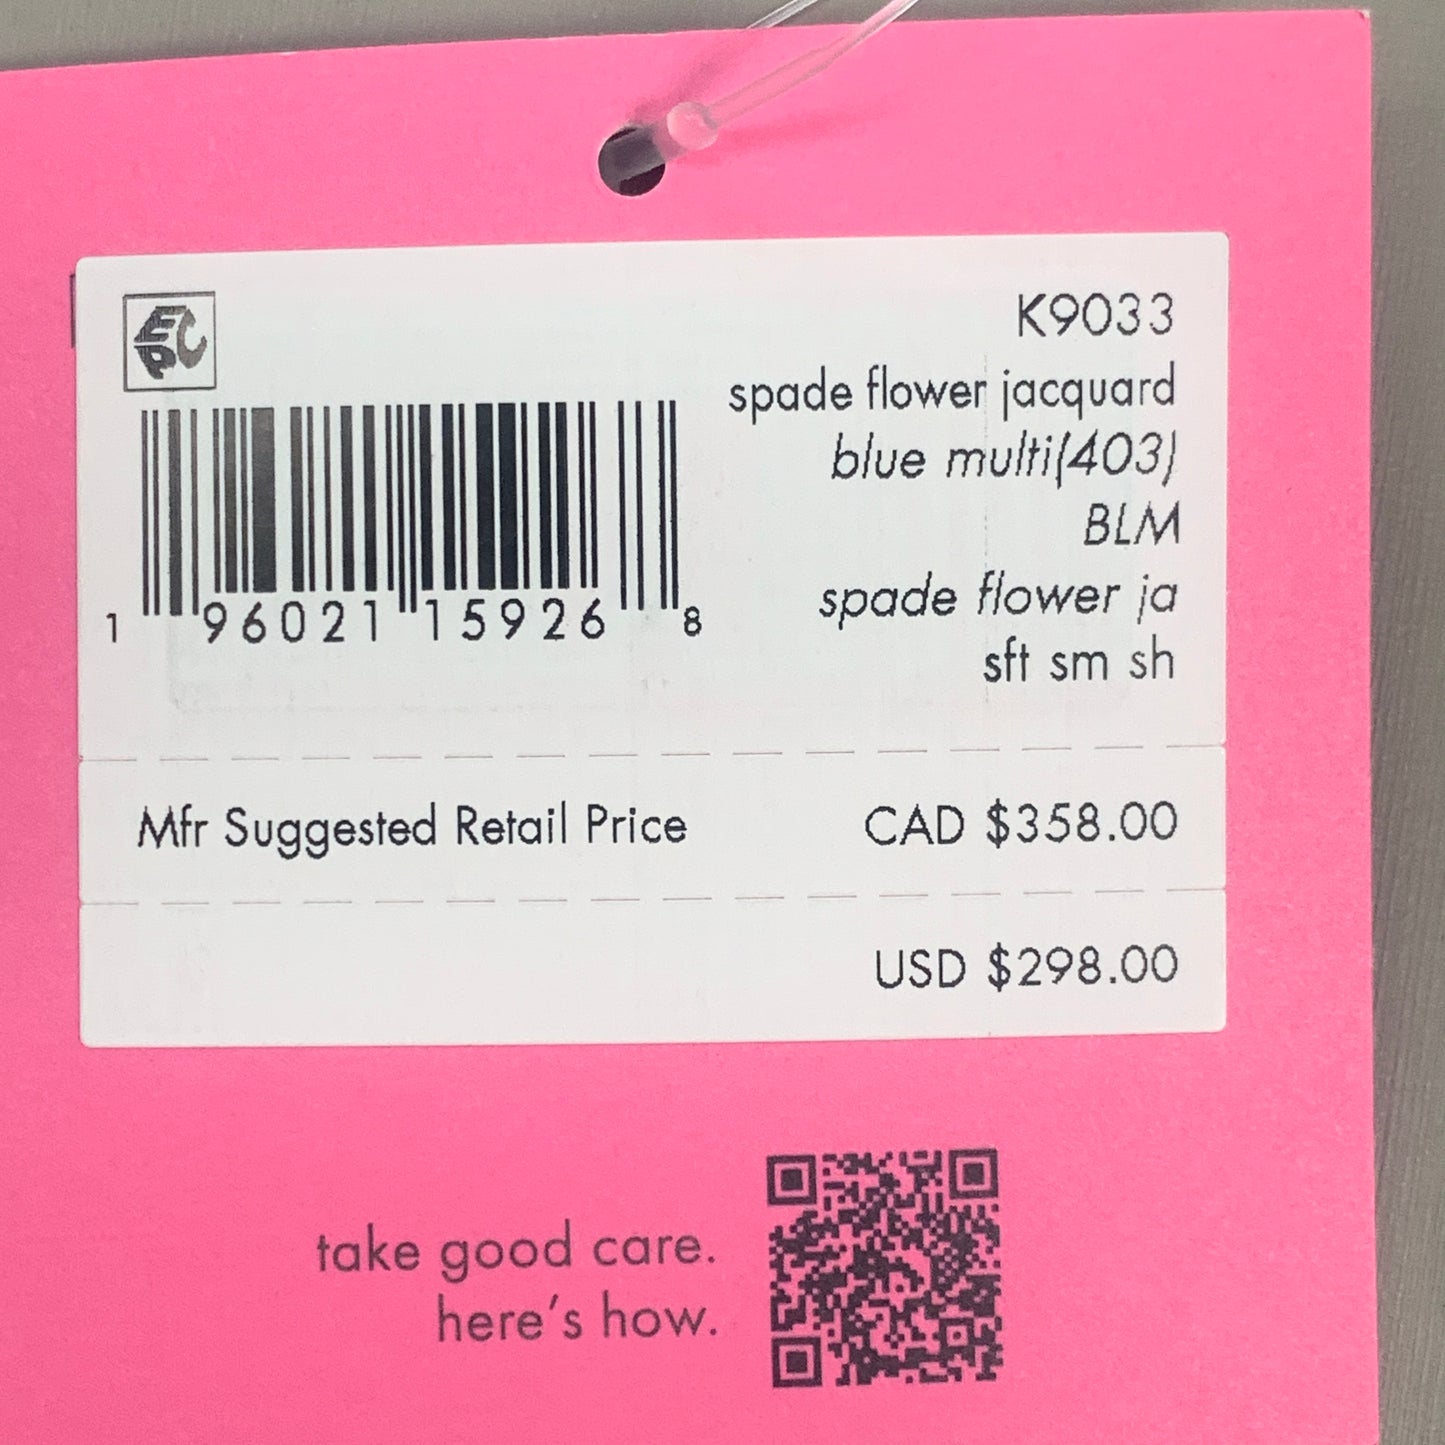 EPC
K9033
spade flower jacquard
blue multi(403)
BLM
spade flower ja
sft sm sh
1 96021 15926 8
Mfr Suggested Retail Price CAD $358.00
USD $298.00
take good care.
here's how.